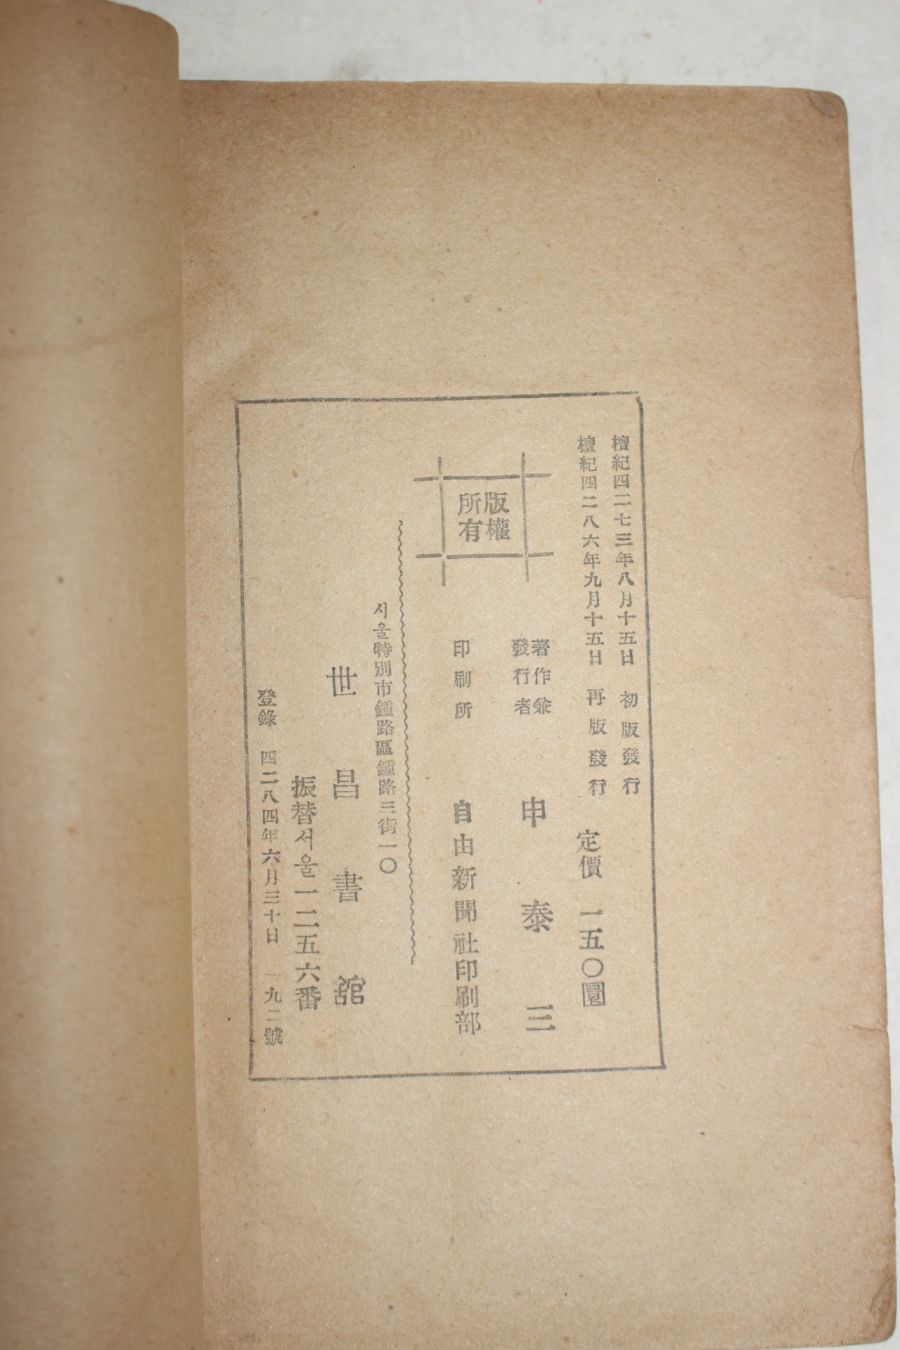 檀紀四二七三年八月十五日 初版發行
檀紀四二八六年九月十五日 再版發行
定價 一五〇圜
著作兼
發行者
申泰三
版權
所有
印刷所 自由新聞社印刷部
시울特別市鍾路區鍾路三街一〇
世昌書舘
振替서울一二五六番
登錄 四二八四年六月三十日 一九二號